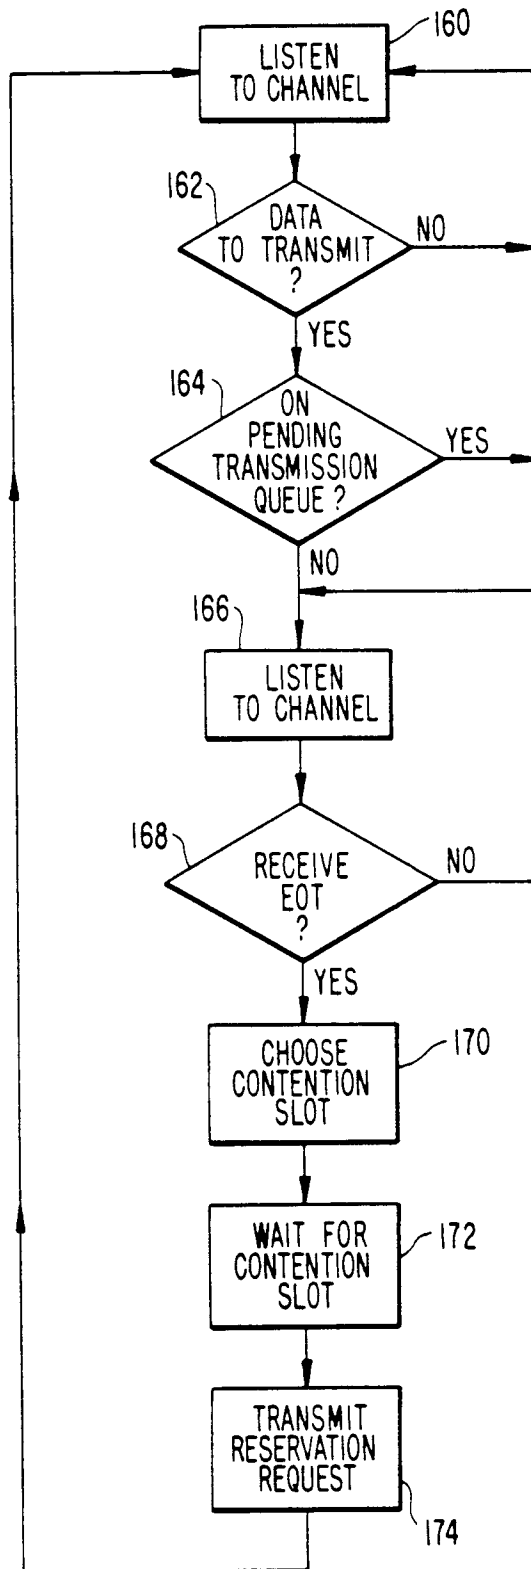 160
LISTEN
TO CHANNEL
162
DATA
TO TRANSMIT
?
NO
YES
164
ON
PENDING
TRANSMISSION
QUEUE ?
YES
NO
166
LISTEN
TO CHANNEL
168
RECEIVE
EOT
?
NO
YES
CHOOSE
CONTENTION
SLOT
170
WAIT FOR
CONTENTION
SLOT
172
TRANSMIT
RESERVATION
REQUEST
174